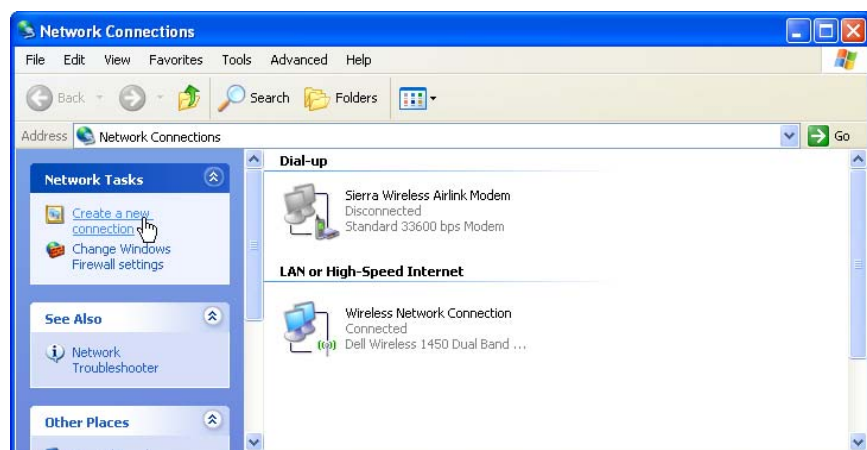 Network Connections
File Edit View Favorites Tools Advanced Help
Back Search Folders
Address Network Connections Go
Network Tasks
Create a new
connection
Change Windows
Firewall settings
See Also
Network
Troubleshooter
Other Places
Dial-up
Sierra Wireless Airlink Modem
Disconnected
Standard 33600 bps Modem
LAN or High-Speed Internet
Wireless Network Connection
Connected
Dell Wireless 1450 Dual Band ...